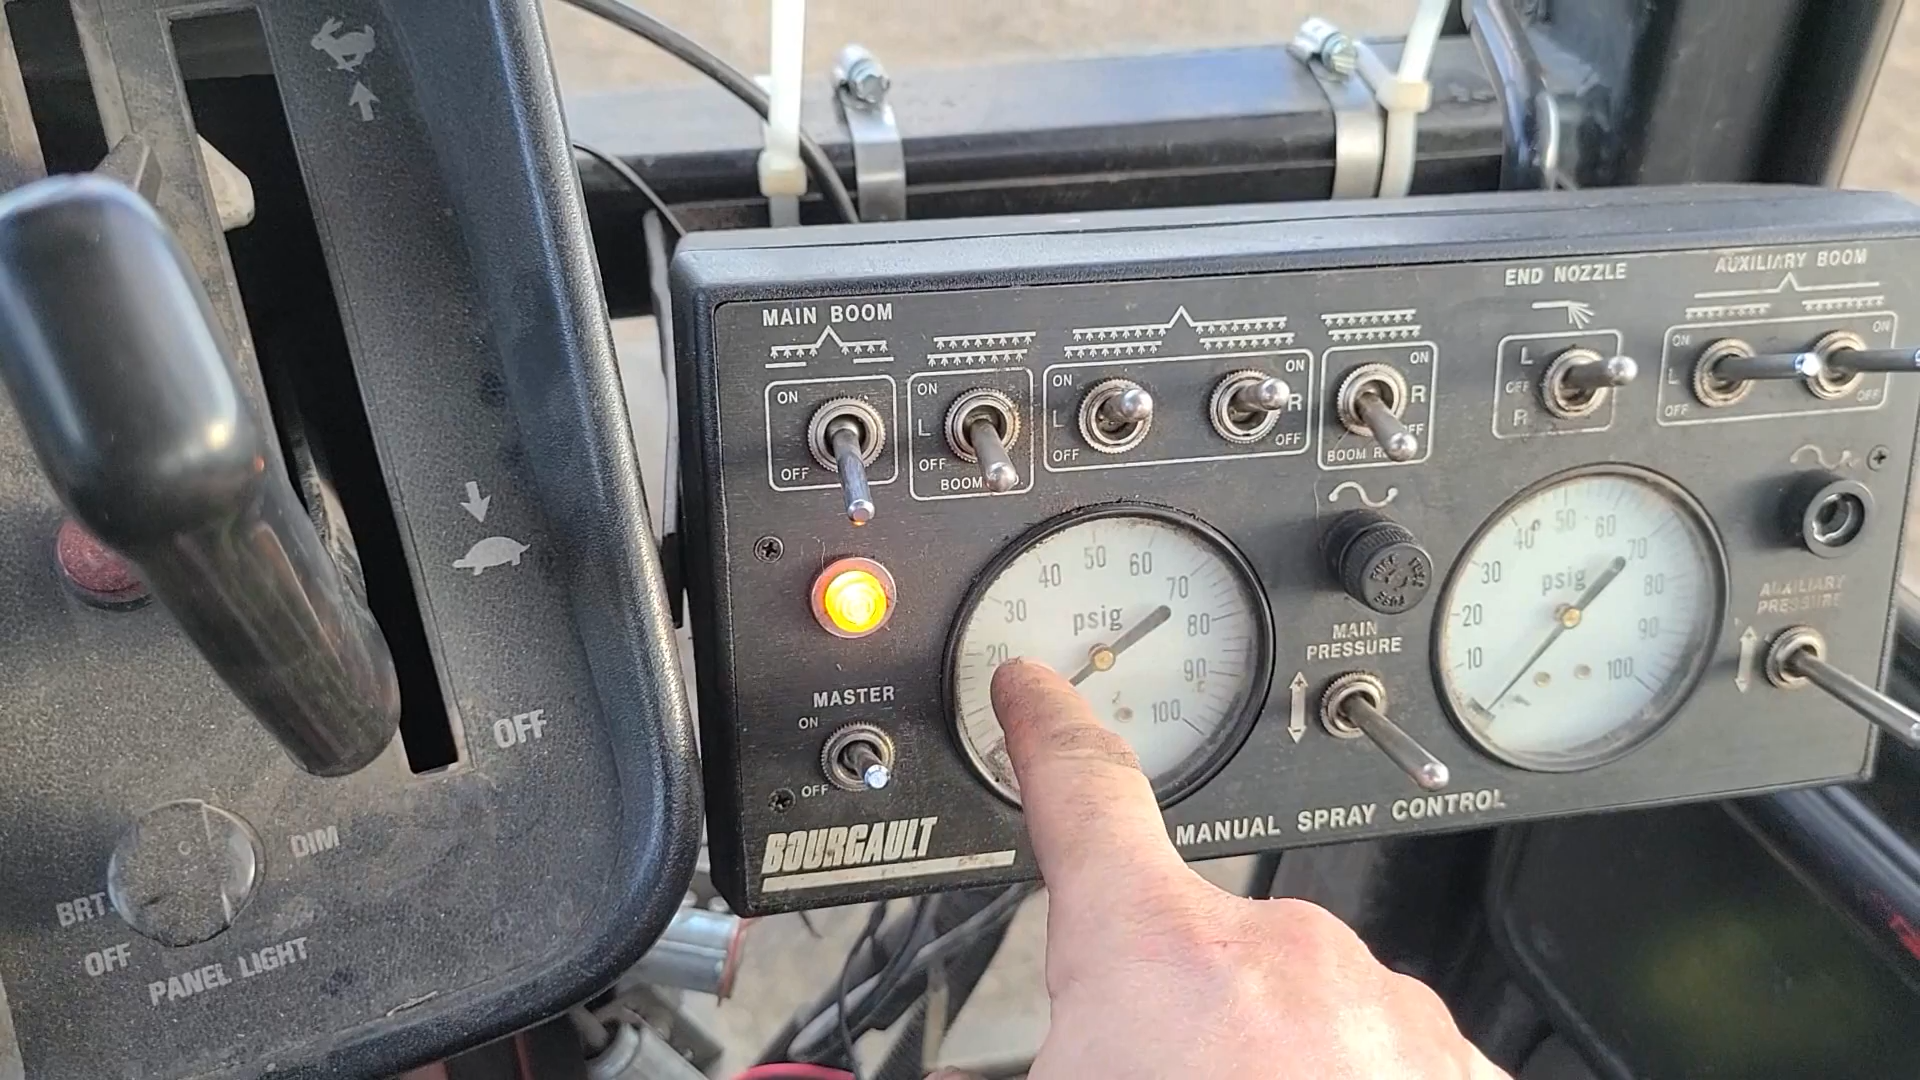 OFF
DIM
BRT
OFF
PANEL LIGHT
MAIN BOOM
END NOZZLE
AUXILIARY BOOM
ON
OFF
ON
L
OFF
BOOM
ON
L
OFF
ON
R
OFF
ON
R
BOOM
L
OFF
R
ON
L
OFF
ON
OFF
20
30
40
50
60
70
80
90
100
psig
10
20
30
40
50
60
70
80
90
100
psig
MAIN
PRESSURE
AUXILIARY
PRESSURE
MASTER
ON
OFF
BOURGAULT
MANUAL SPRAY CONTROL